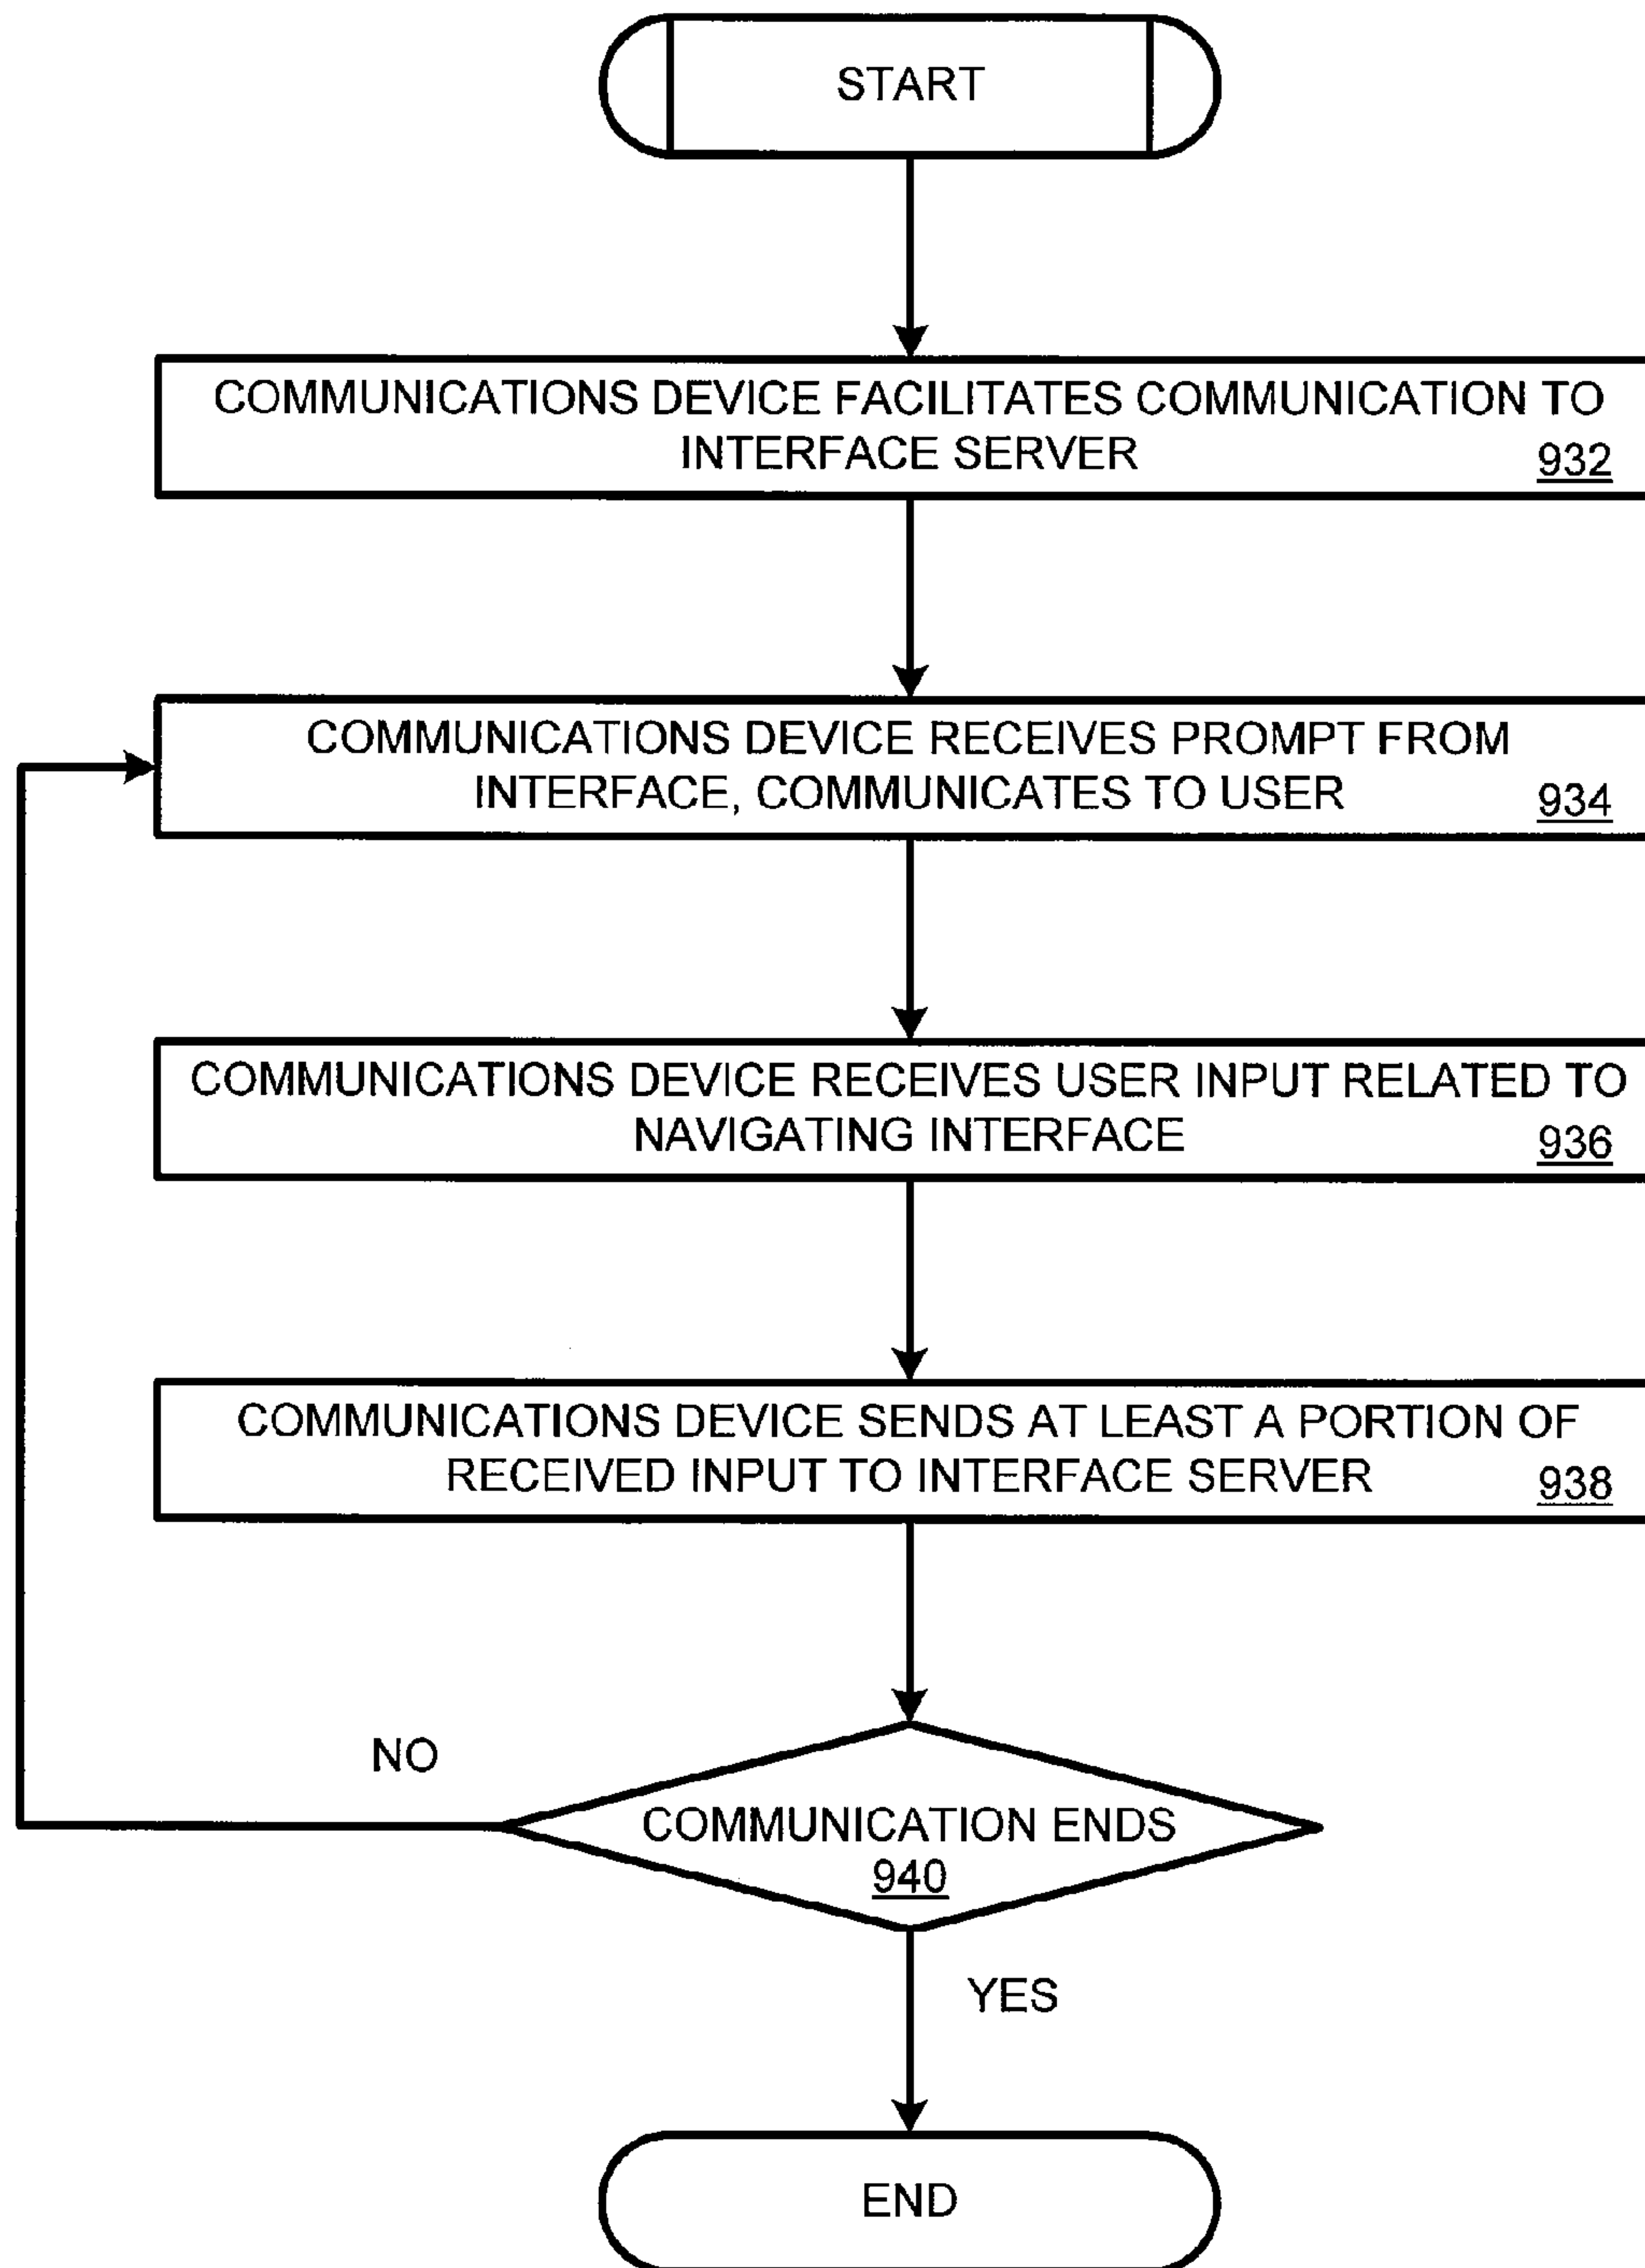 START
COMMUNICATIONS DEVICE FACILITATES COMMUNICATION TO
INTERFACE SERVER
932
COMMUNICATIONS DEVICE RECEIVES PROMPT FROM
INTERFACE, COMMUNICATES TO USER
934
COMMUNICATIONS DEVICE RECEIVES USER INPUT RELATED TO
NAVIGATING INTERFACE
936
COMMUNICATIONS DEVICE SENDS AT LEAST A PORTION OF
RECEIVED INPUT TO INTERFACE SERVER
938
NO
COMMUNICATION ENDS
940
YES
END